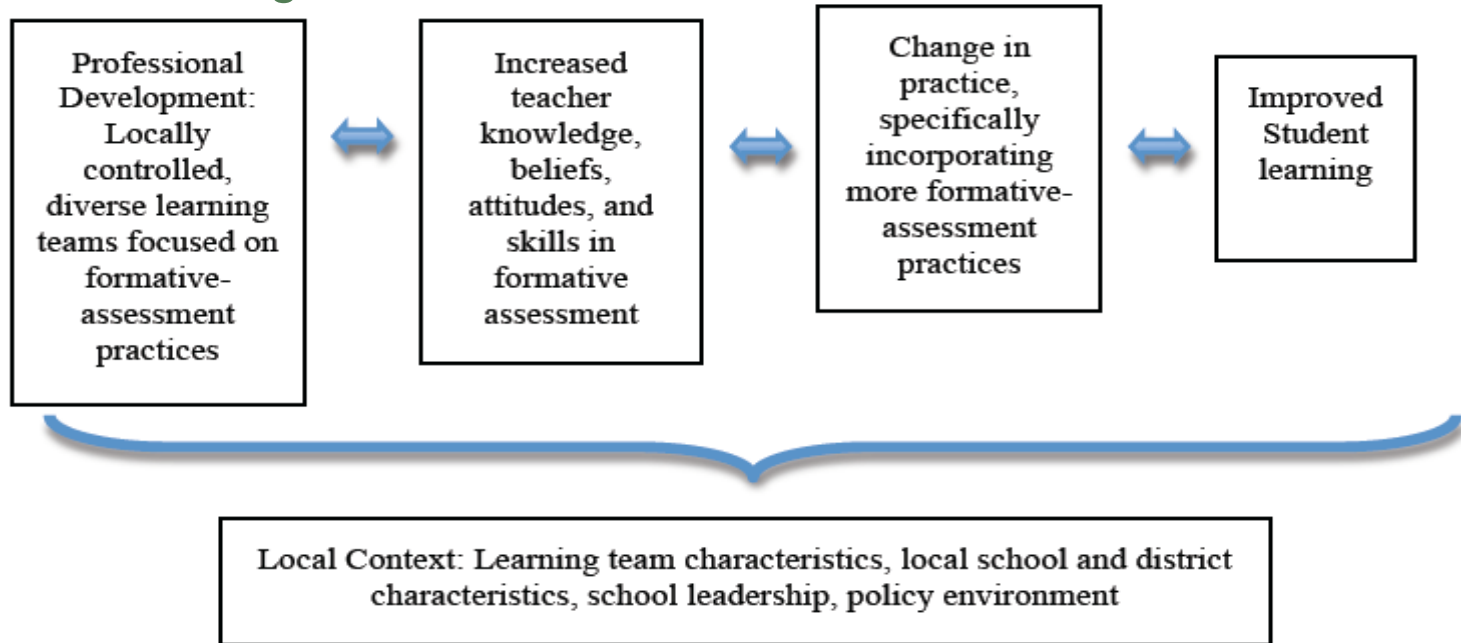 Professional
Development:
Locally
controlled,
diverse learning
teams focused on
formative-
assessment
practices
Increased
teacher
knowledge,
beliefs,
attitudes, and
skills in
formative
assessment
Change in
practice,
specifically
incorporating
more formative-
assessment
practices
Improved
Student
learning
Local Context: Learning team characteristics, local school and district
characteristics, school leadership, policy environment